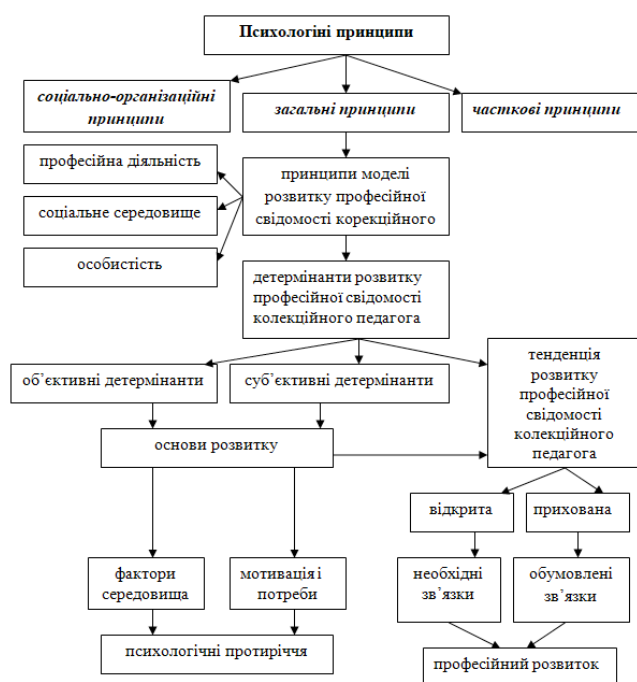 Психологіні принципи
соціально-організаційні
принципи
загальні принципи
часткові принципи
професійна діяльність
соціальне середовище
особистість
принципи моделі
розвитку професійної
свідомості корекційного
детермінанти розвитку
професійної свідомості
колекційного педагога
об’єктивні детермінанти
суб’єктивні детермінанти
тенденція
розвитку
професійної
свідомості
колекційного
педагога
основи розвитку
відкрита
прихована
фактори
середовища
мотивація і
потреби
необхідні
зв’язки
обумовлені
зв’язки
психологічні протиріччя
професійний розвиток